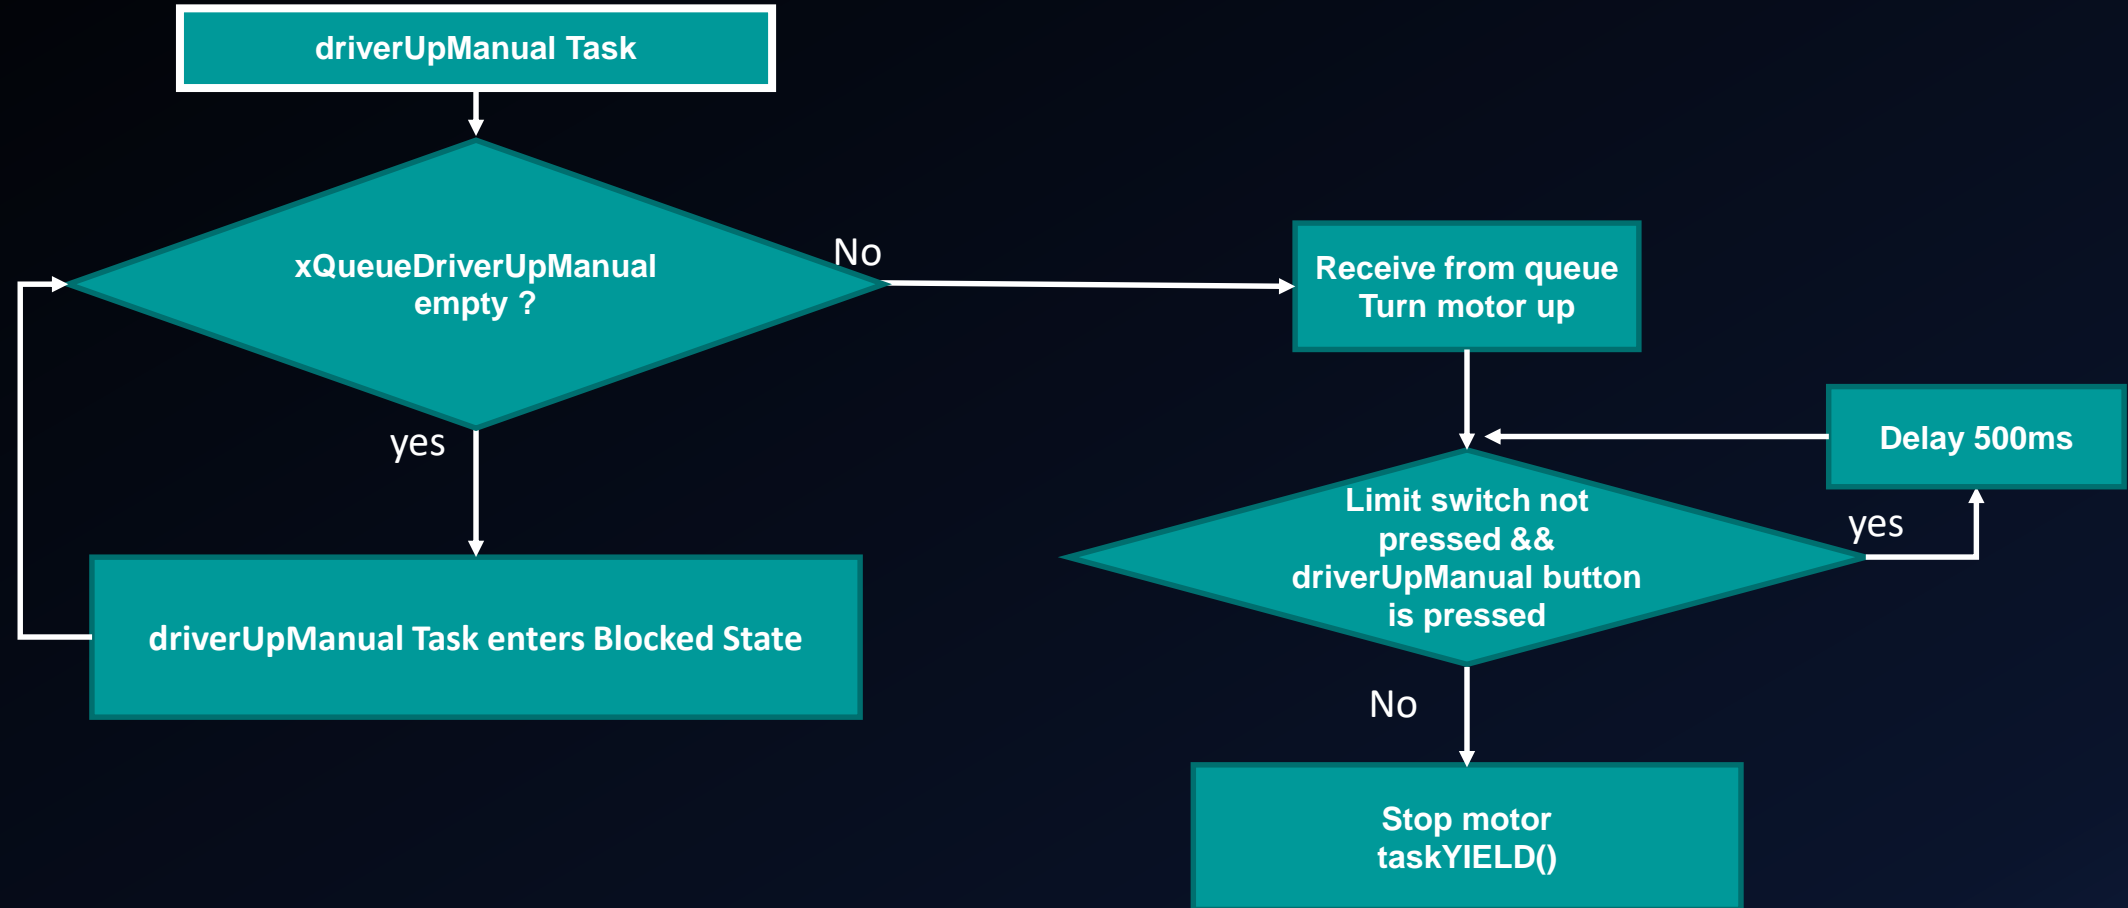 driverUpManual Task
xQueueDriverUpManual
empty ?
No
yes
driverUpManual Task enters Blocked State
Receive from queue
Turn motor up
Delay 500ms
Limit switch not
pressed &&
driverUpManual button
is pressed
yes
No
Stop motor
taskYIELD()